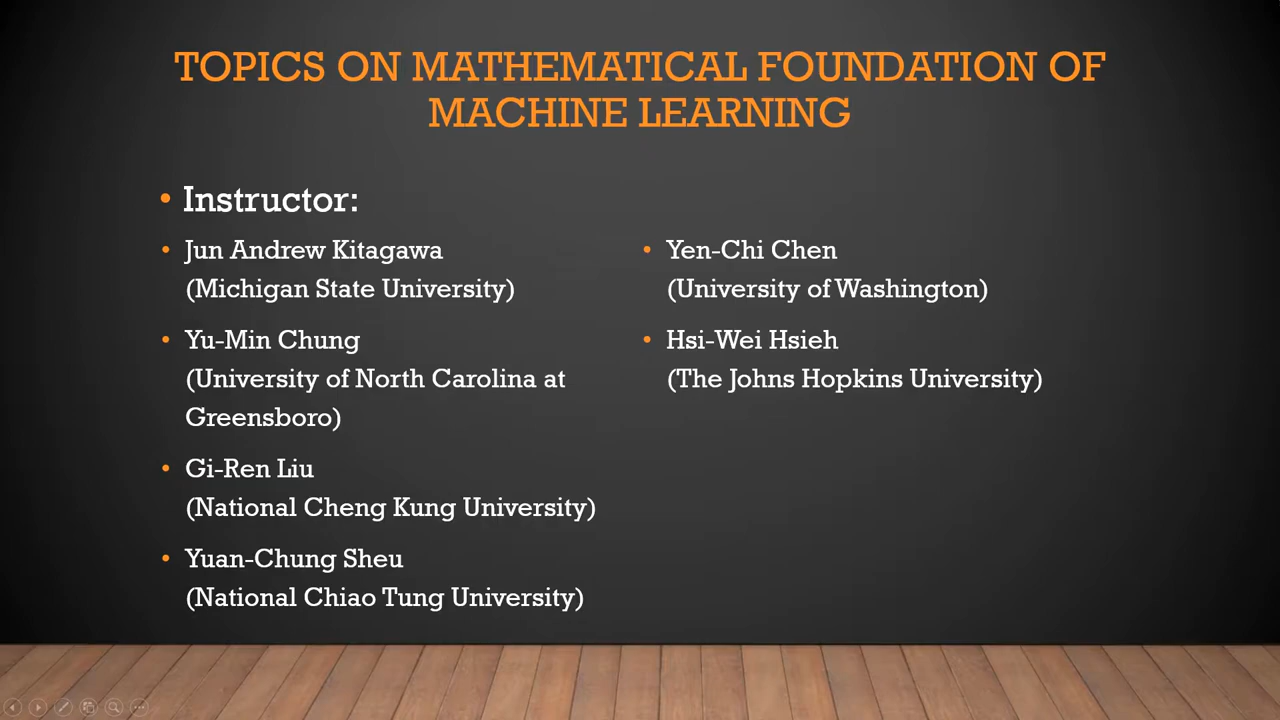 TOPICS ON MATHEMATICAL FOUNDATION OF
MACHINE LEARNING
• Instructor:
• Jun Andrew Kitagawa
(Michigan State University)
• Yu-Min Chung
(University of North Carolina at
Greensboro)
• Gi-Ren Liu
(National Cheng Kung University)
• Yuan-Chung Sheu
(National Chiao Tung University)
• Yen-Chi Chen
(University of Washington)
• Hsi-Wei Hsieh
(The Johns Hopkins University)